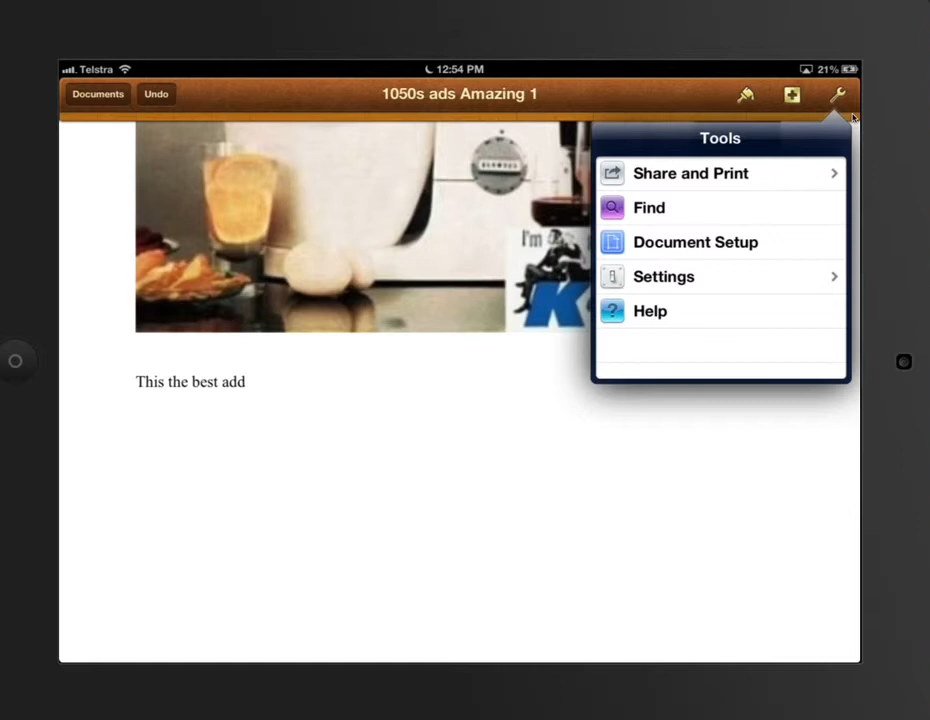 Telstra
12:54 PM
21%
Documents
Undo
1050s ads Amazing 1
Tools
Share and Print
Find
Document Setup
Settings
? Help
I'm
This the best add